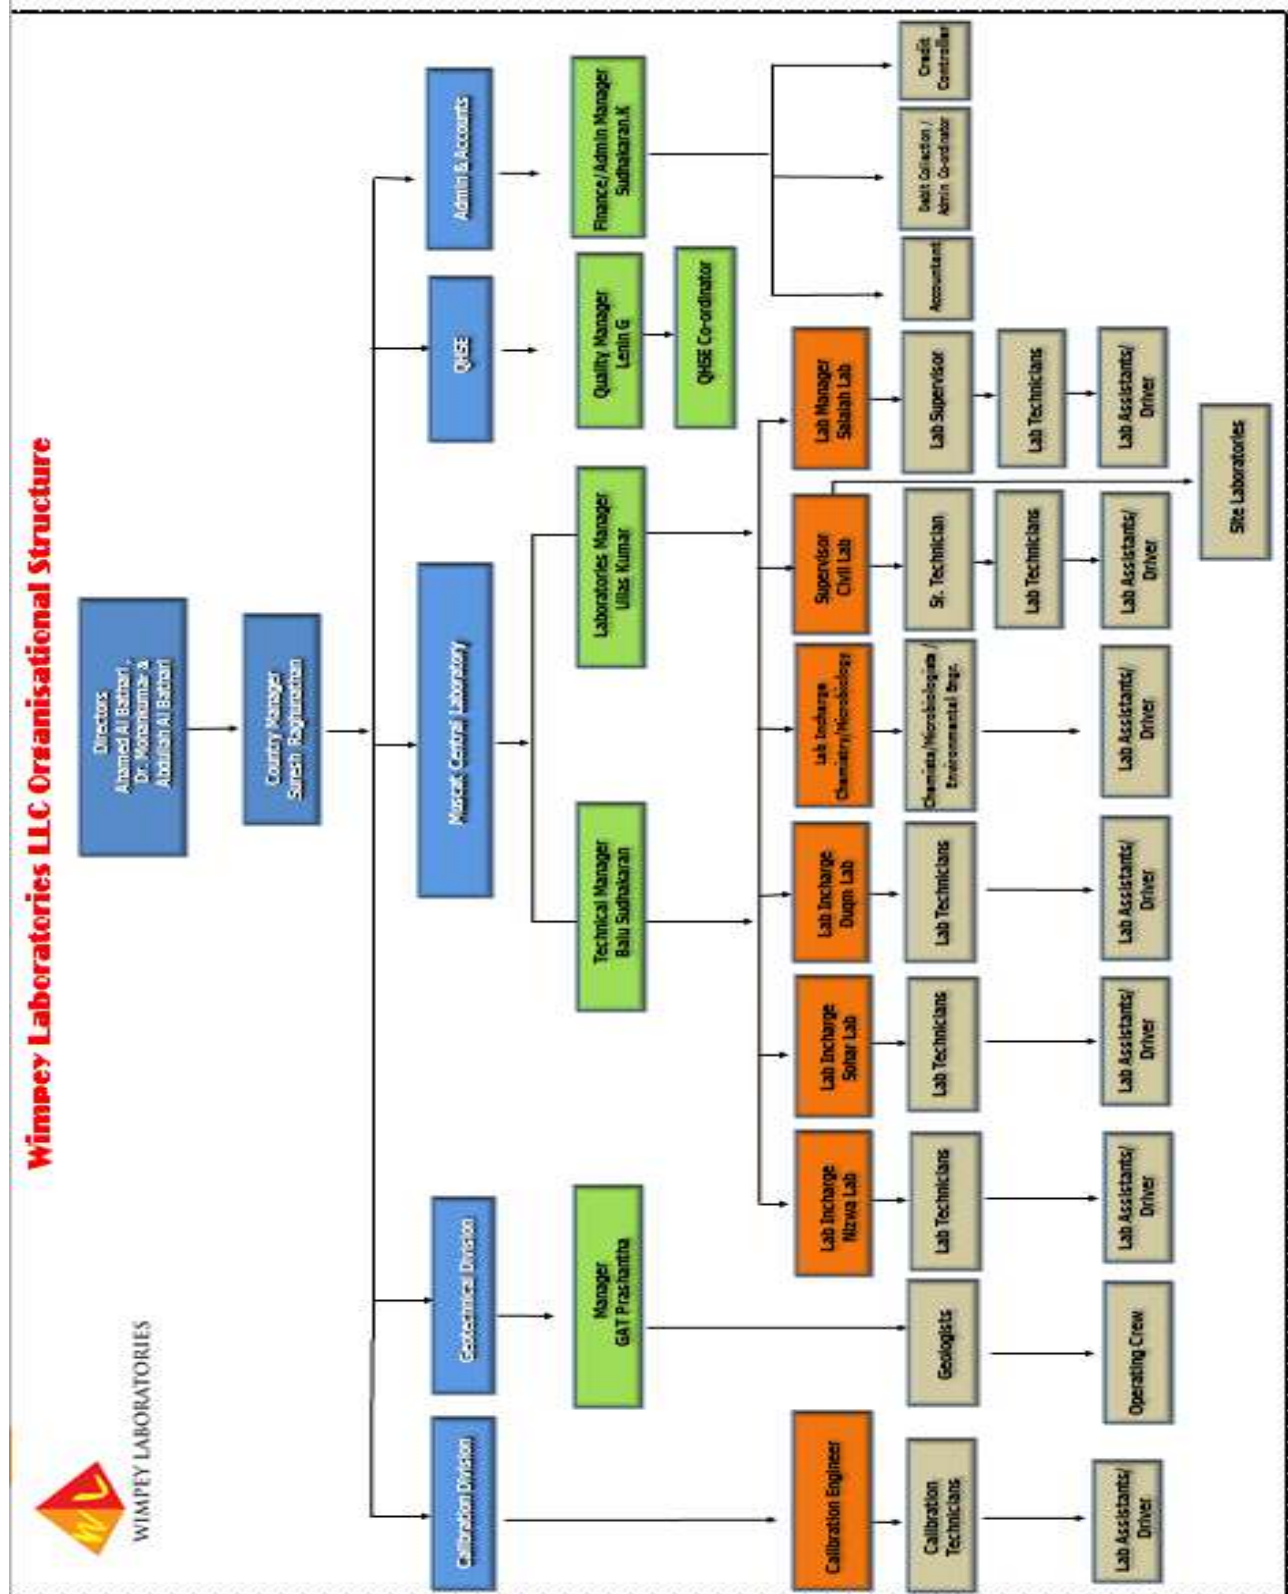 Wimpey Laboratories LLC Organisational Structure
WL
WIMPEY LABORATORIES
Directors
Ahamed Al Bathari,
Dr. Mohankumar &
Abdullah Al Bathari
Country Manager
Suresh Raghunathan
Calibration Division
Geotechnical Division
Muscat Central Laboratory
QHSE
Admin & Accounts
Manager
GAT Prashantha
Technical Manager
Balu Sudhakaran
Laboratories Manager
Ullas Kumar
Quality Manager
Lenin G
Finance/Admin Manager
Sudhakaran.K
QHSE Co-ordinator
Calibration Engineer
Lab Incharge
Nizwa Lab
Lab Incharge
Sohar Lab
Lab Incharge
Duqm Lab
Lab Incharge
Chemistry/Microbiology
Supervisor
Civil Lab
Lab Manager
Salalah Lab
Calibration
Technicians
Geologists
Lab Technicians
Lab Technicians
Lab Technicians
Chemists/Microbiologists /
Environmental Engr.
Sr. Technician
Lab Supervisor
Accountant
Debit Collection /
Admin Co-ordinator
Credit
Controller
Lab Technicians
Lab Technicians
Lab Assistants/
Driver
Operating Crew
Lab Assistants/
Driver
Lab Assistants/
Driver
Lab Assistants/
Driver
Lab Assistants/
Driver
Lab Assistants/
Driver
Lab Assistants/
Driver
Site Laboratories